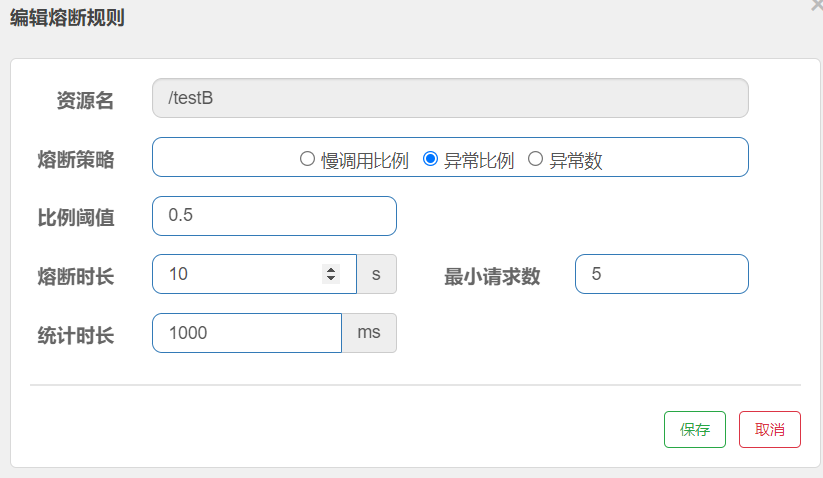 编辑熔断规则
资源名 /testB
熔断策略 慢调用比例 异常比例 异常数
比例阈值 0.5
熔断时长 10 s 最小请求数 5
统计时长 1000 ms
保存 取消